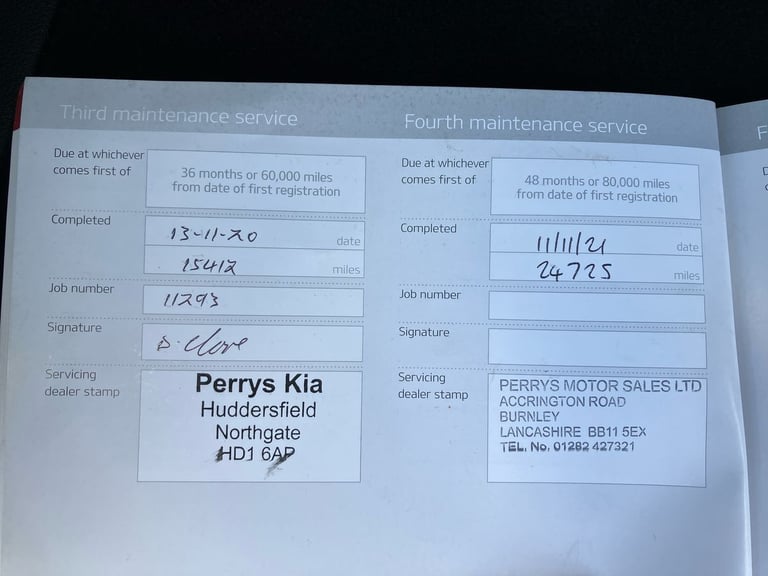 Third maintenance service
Due at whichever
comes first of
36 months or 60,000 miles
from date of first registration
Completed
13-11-20
date
15412
miles
Job number
11293
Signature
Servicing
dealer stamp
Perrys Kia
Huddersfield
Northgate
HD1 6AP
Fourth maintenance service
Due at whichever
comes first of
48 months or 80,000 miles
from date of first registration
Completed
11/11/21
date
24725
miles
Job number
Signature
Servicing
dealer stamp
PERRYS MOTOR SALES LTD
ACCRINGTON ROAD
BURNLEY
LANCASHIRE BB11 5EX
TEL. No. 01282 427321
F